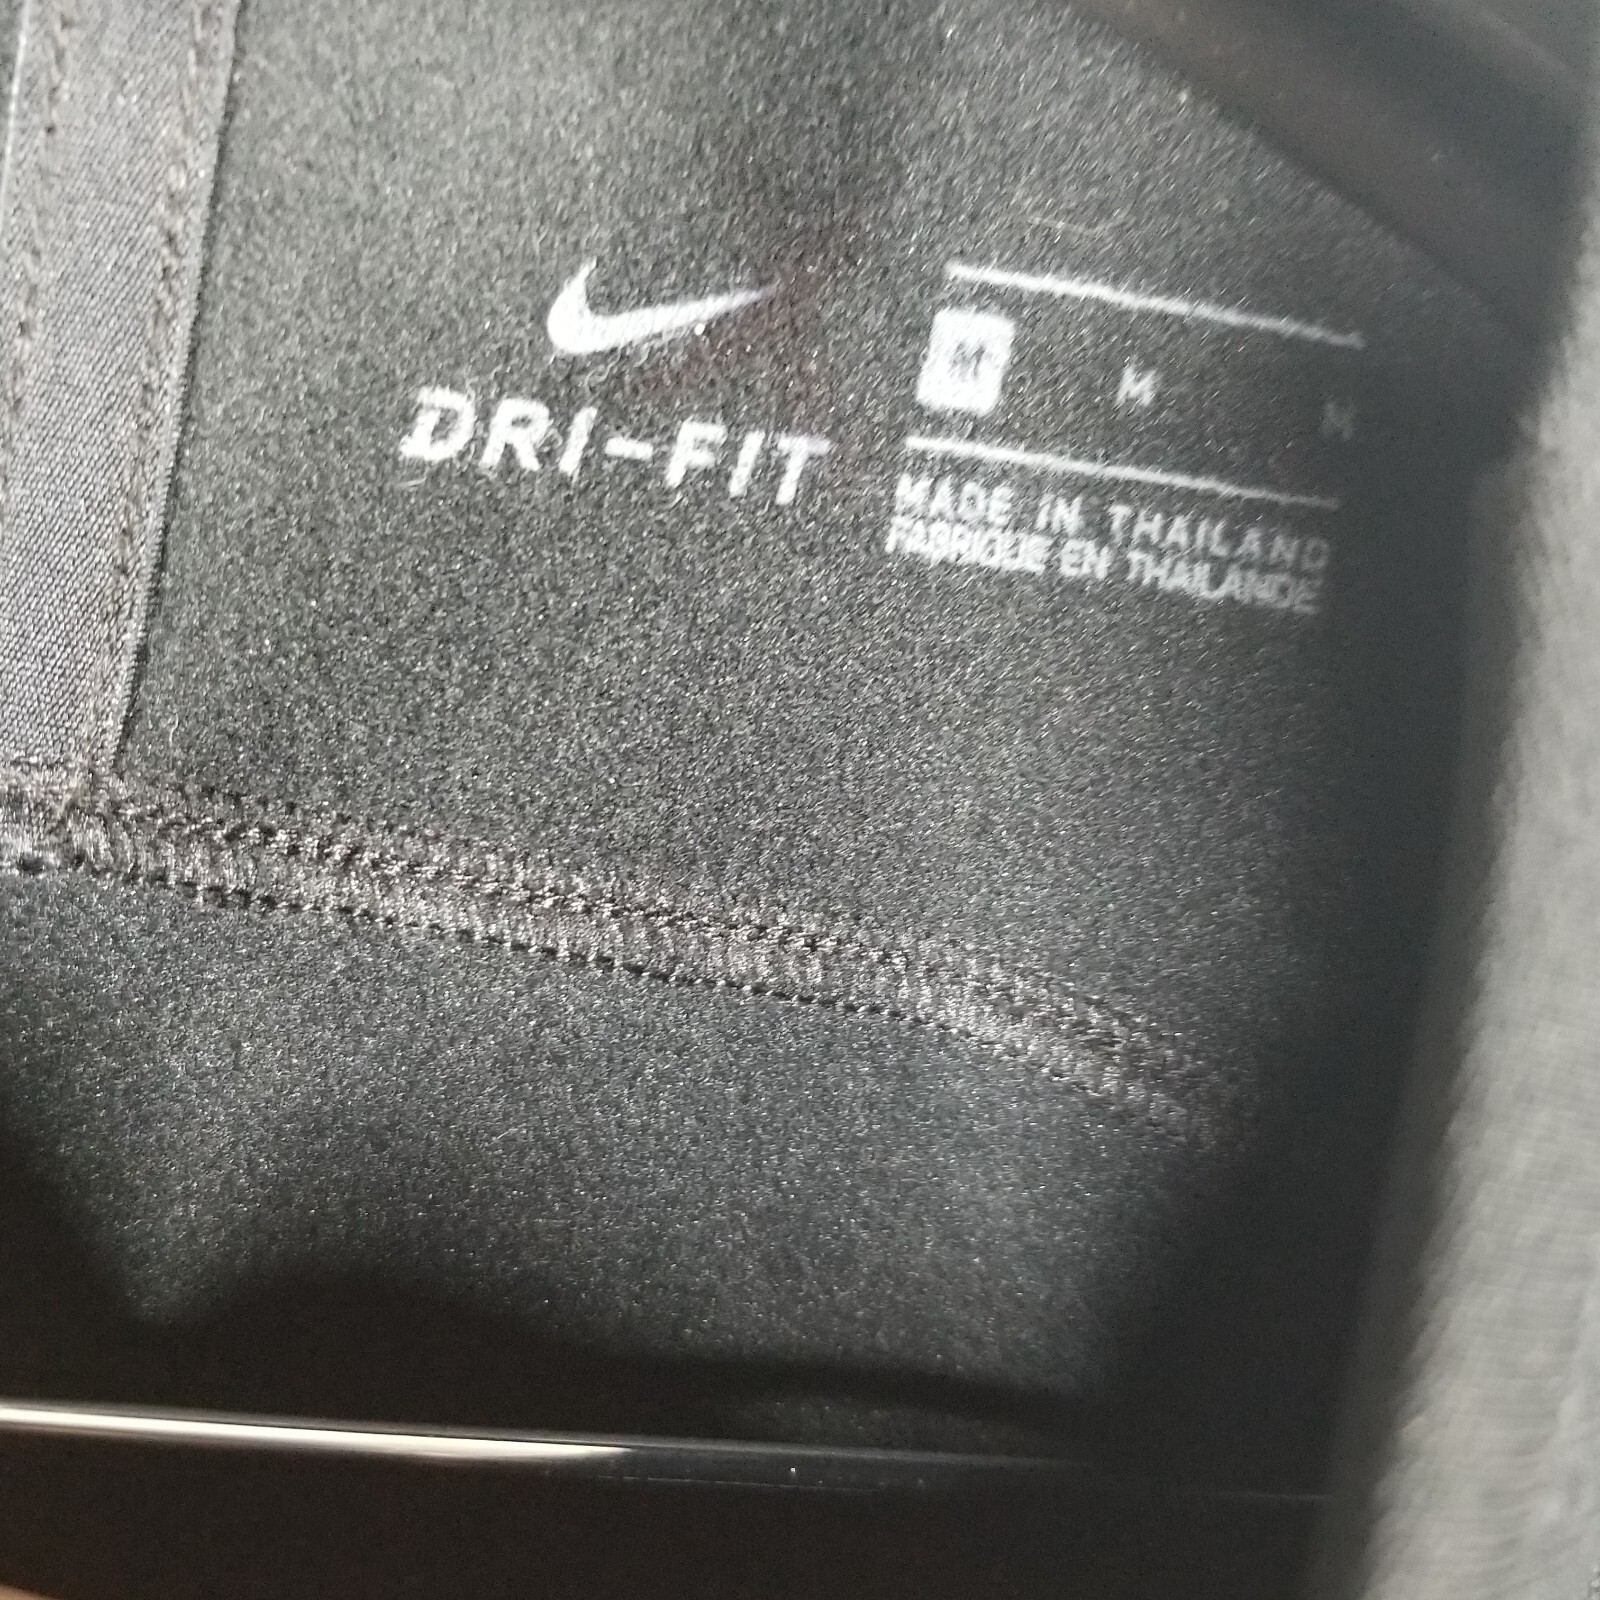 DRI-FIT
M M M
MADE IN THAILAND
FABRIQUE EN THAILANDE